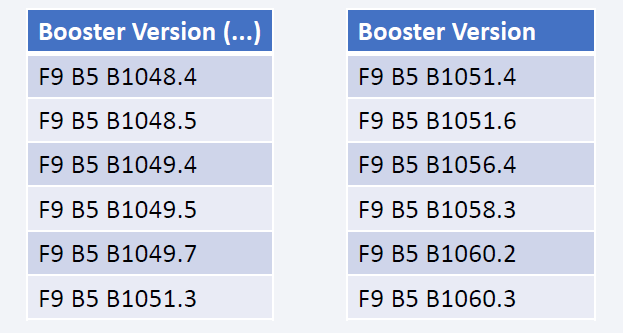 Booster Version (...)
F9 B5 B1048.4
F9 B5 B1048.5
F9 B5 B1049.4
F9 B5 B1049.5
F9 B5 B1049.7
F9 B5 B1051.3
Booster Version
F9 B5 B1051.4
F9 B5 B1051.6
F9 B5 B1056.4
F9 B5 B1058.3
F9 B5 B1060.2
F9 B5 B1060.3